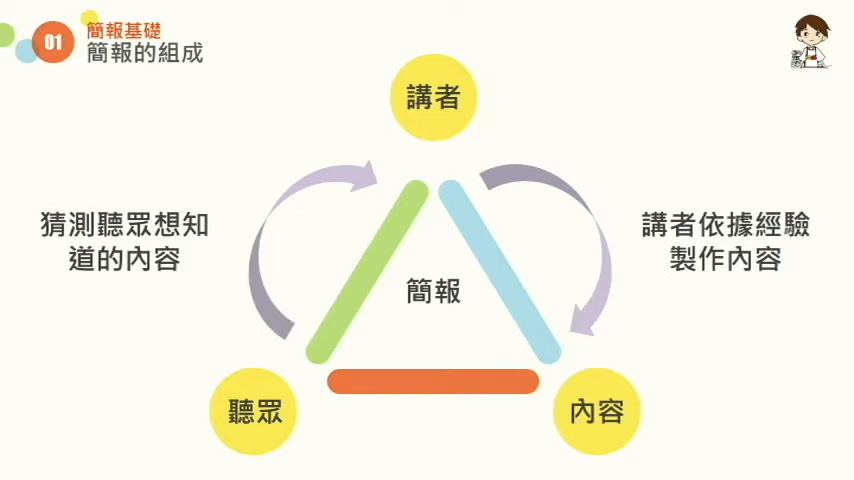 01
簡報基礎
簡報的組成
講者
猜測聽眾想知
道的內容
講者依據經驗
製作內容
簡報
聽眾
內容